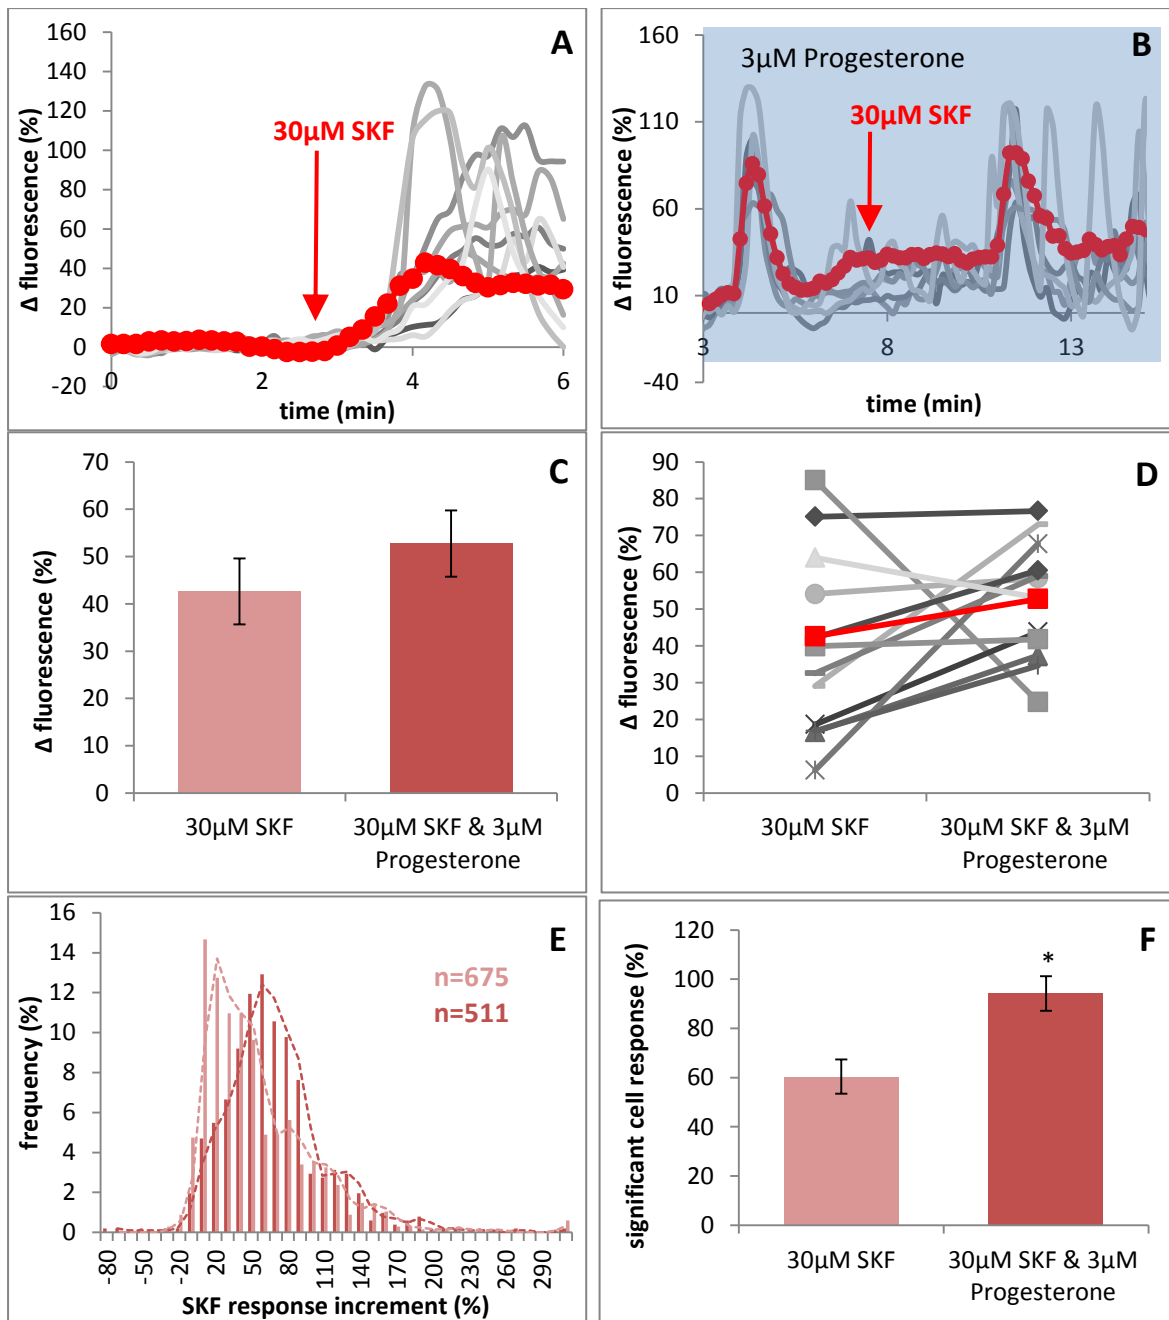 A
160
140
120
100
80
60
40
20
0
-20
0
2
4
6
Δ fluorescence (%)
time (min)
30µM SKF
B
3µM Progesterone
30µM SKF
160
110
60
10
-40
3
8
13
Δ fluorescence (%)
time (min)
C
70
60
50
40
30
20
10
0
Δ fluorescence (%)
30µM SKF
30µM SKF & 3µM
Progesterone
D
90
80
70
60
50
40
30
20
10
0
Δ fluorescence (%)
30µM SKF
30µM SKF & 3µM
Progesterone
E
n=675
n=511
16
14
12
10
8
6
4
2
0
frequency (%)
-80
-50
-20
20
50
80
110
140
170
200
230
260
290
SKF response increment (%)
F
120
100
80
60
40
20
0
*
significant cell response (%)
30µM SKF
30µM SKF & 3µM
Progesterone